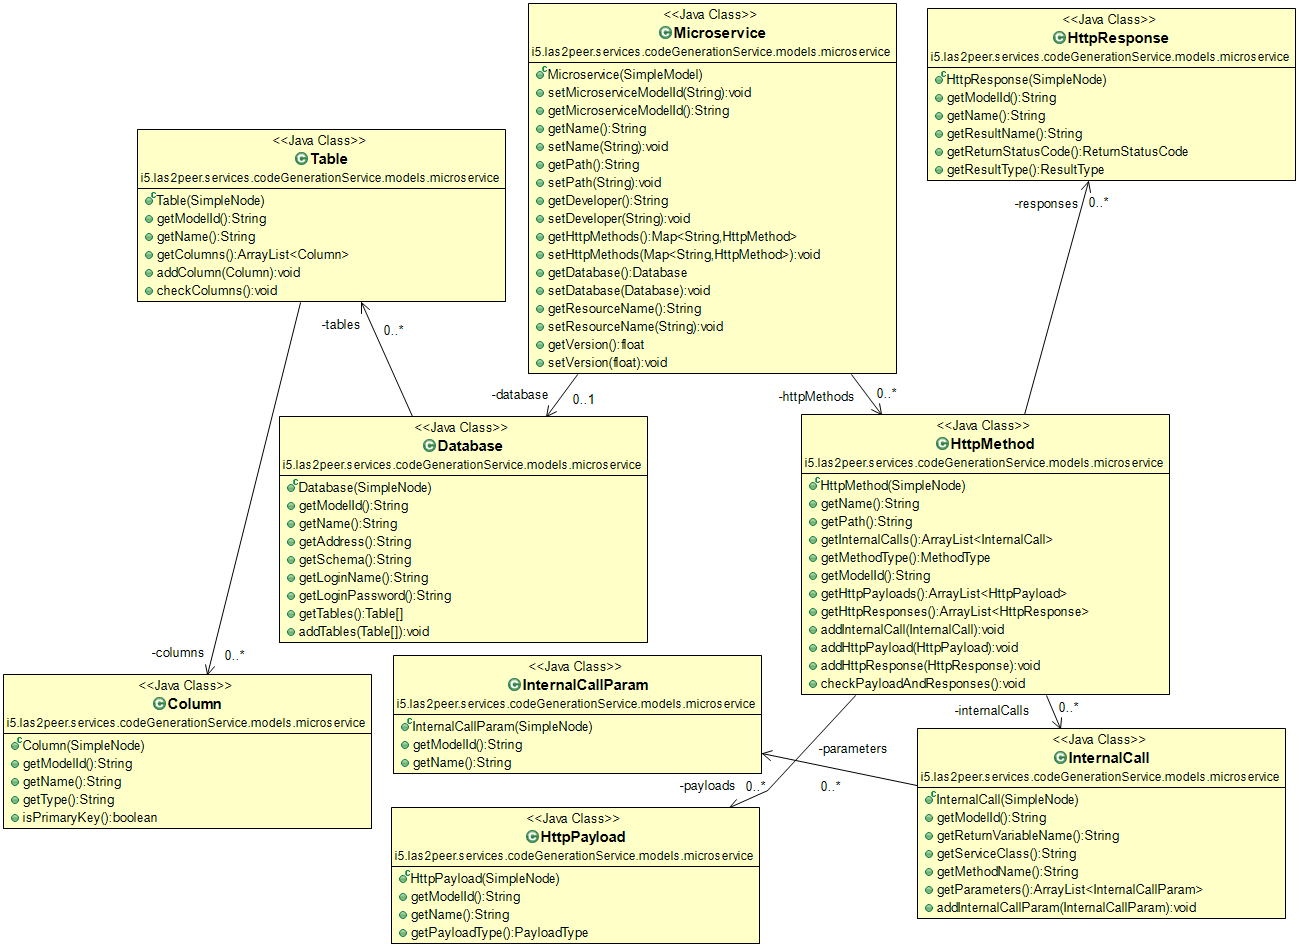 <<Java Class>>
Microservice
i5.las2peer.services.codeGenerationService.models.microservice
Microservice(SimpleModel)
setMicroserviceModelId(String):void
getMicroserviceModelId():String
getName():String
setName(String):void
getPath():String
setPath(String):void
getDeveloper():String
setDeveloper(String):void
getHttpMethods():Map<String,HttpMethod>
setHttpMethods(Map<String,HttpMethod>):void
getDatabase():Database
setDatabase(Database):void
getResourceName():String
setResourceName(String):void
getVersion():float
setVersion(float):void
<<Java Class>>
HttpResponse
i5.las2peer.services.codeGenerationService.models.microservice
HttpResponse(SimpleNode)
getModelId():String
getName():String
getResultName():String
getReturnStatusCode():ReturnStatusCode
getResultType():ResultType
<<Java Class>>
Table
i5.las2peer.services.codeGenerationService.models.microservice
Table(SimpleNode)
getModelId():String
getName():String
getColumns():ArrayList<Column>
addColumn(Column):void
checkColumns():void
-responses 0..*
-tables 0..*
-database 0..1
-httpMethods 0..*
<<Java Class>>
Database
i5.las2peer.services.codeGenerationService.models.microservice
Database(SimpleNode)
getModelId():String
getName():String
getAddress():String
getSchema():String
getLoginName():String
getLoginPassword():String
getTables():Table[]
addTables(Table[]):void
<<Java Class>>
HttpMethod
i5.las2peer.services.codeGenerationService.models.microservice
HttpMethod(SimpleNode)
getName():String
getPath():String
getInternalCalls():ArrayList<InternalCall>
getMethodType():MethodType
getModelId():String
getHttpPayloads():ArrayList<HttpPayload>
getHttpResponses():ArrayList<HttpResponse>
addInternalCall(InternalCall):void
addHttpPayload(HttpPayload):void
addHttpResponse(HttpResponse):void
checkPayloadAndResponses():void
-columns 0..*
<<Java Class>>
Column
i5.las2peer.services.codeGenerationService.models.microservice
Column(SimpleNode)
getModelId():String
getName():String
getType():String
isPrimaryKey():boolean
<<Java Class>>
InternalCallParam
i5.las2peer.services.codeGenerationService.models.microservice
InternalCallParam(SimpleNode)
getModelId():String
getName():String
-internalCalls 0..*
-parameters 0..*
-payloads 0..*
<<Java Class>>
InternalCall
i5.las2peer.services.codeGenerationService.models.microservice
InternalCall(SimpleNode)
getModelId():String
getReturnVariableName():String
getServiceClass():String
getMethodName():String
getParameters():ArrayList<InternalCallParam>
addInternalCallParam(InternalCallParam):void
<<Java Class>>
HttpPayload
i5.las2peer.services.codeGenerationService.models.microservice
HttpPayload(SimpleNode)
getModelId():String
getName():String
getPayloadType():PayloadType